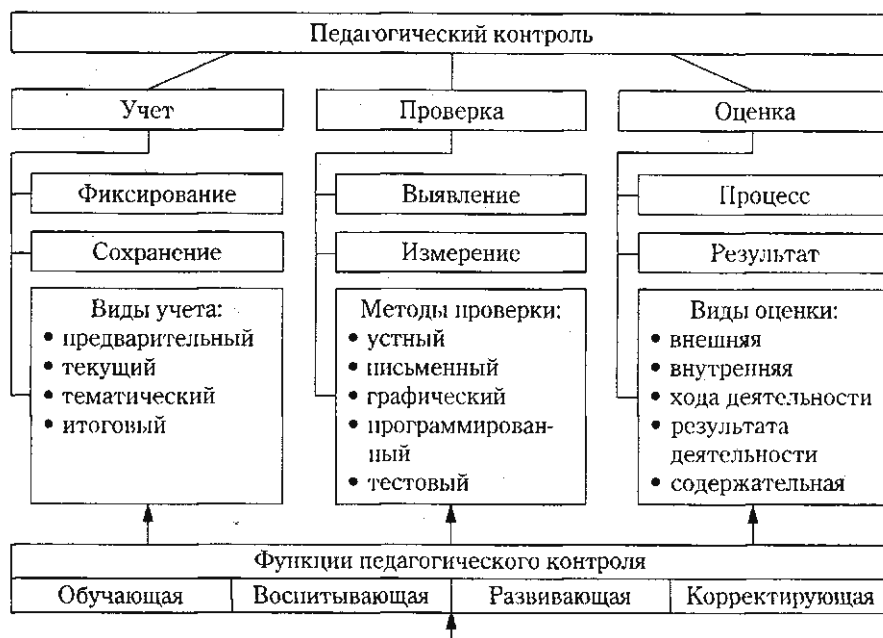 Педагогический контроль
Учет
Проверка
Оценка
Фиксирование
Выявление
Процесс
Сохранение
Измерение
Результат
Виды учета:
• предварительный
• текущий
• тематический
• итоговый
Методы проверки:
• устный
• письменный
• графический
• программирован-
ный
• тестовый
Виды оценки:
• внешняя
• внутренняя
• хода деятельности
• результата
деятельности
• содержательная
Функции педагогического контроля
Обучающая
Воспитывающая
Развивающая
Корректирующая